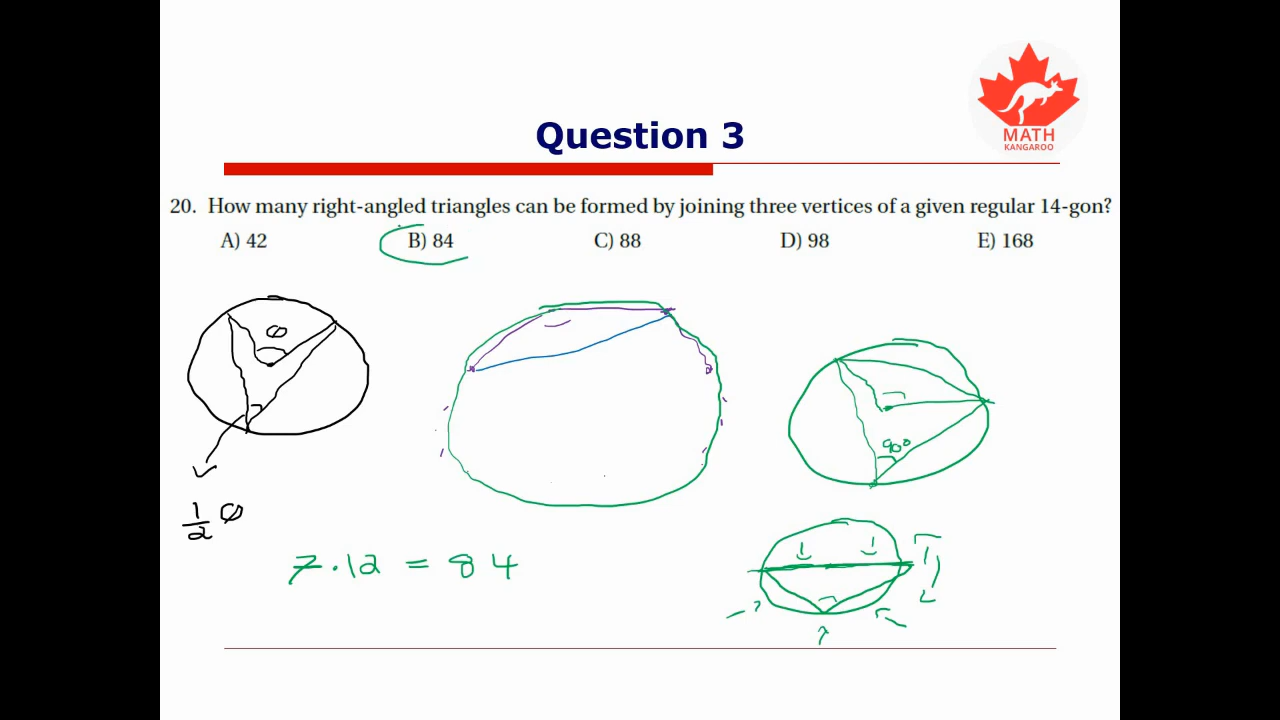 MATH
KANGAROO
Question 3
20. How many right-angled triangles can be formed by joining three vertices of a given regular 14-gon?
A) 42 B) 84 C) 88 D) 98 E) 168
90°
1/2 Ø
7·12 = 84